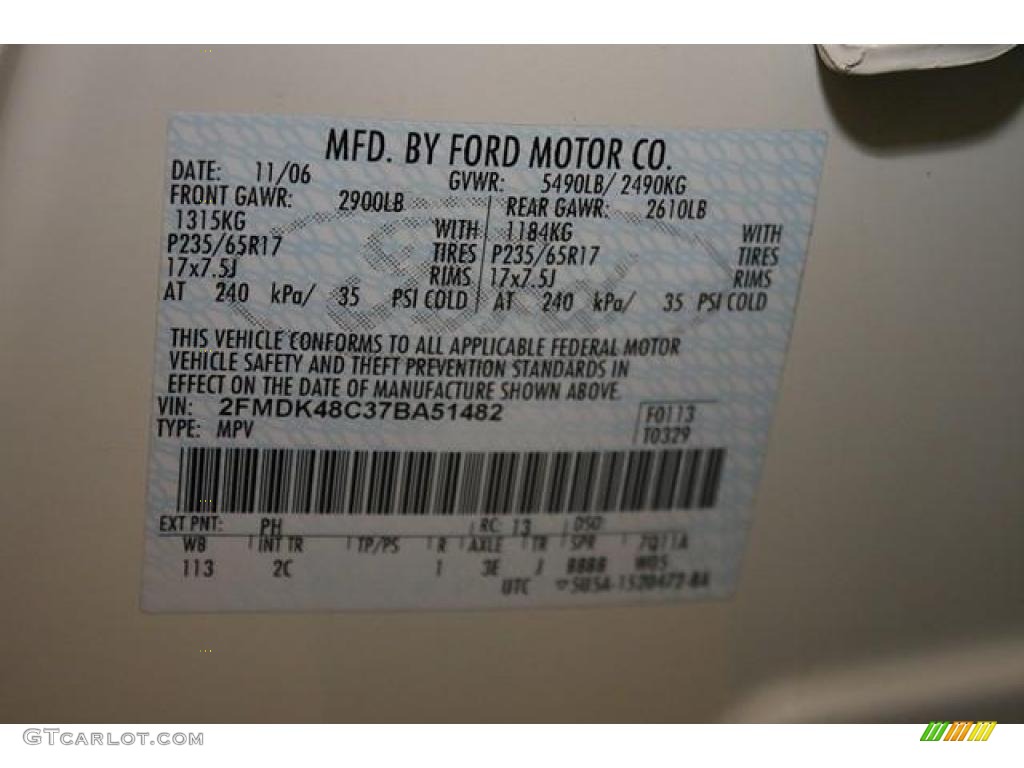 MFD. BY FORD MOTOR CO.
DATE: 11/06 GVWR: 5490LB/ 2490KG
FRONT GAWR: 2900LB REAR GAWR: 2610LB
1315KG WITH 1184KG WITH
P235/65R17 TIRES P235/65R17 TIRES
17x7.5J RIMS 17x7.5J RIMS
AT 240 kPa/ 35 PSI COLD AT 240 kPa/ 35 PSI COLD
THIS VEHICLE CONFORMS TO ALL APPLICABLE FEDERAL MOTOR
VEHICLE SAFETY AND THEFT PREVENTION STANDARDS IN
EFFECT ON THE DATE OF MANUFACTURE SHOWN ABOVE.
VIN: 2FMDK48C37BA51482 F0113
TYPE: MPV T0329
EXT PNT: PH RC: 13 DSO:
WB INT TR TP/PS R AXLE TR SPR
113 2C 1 3E J 8888
UTC
GTCARLOT.COM